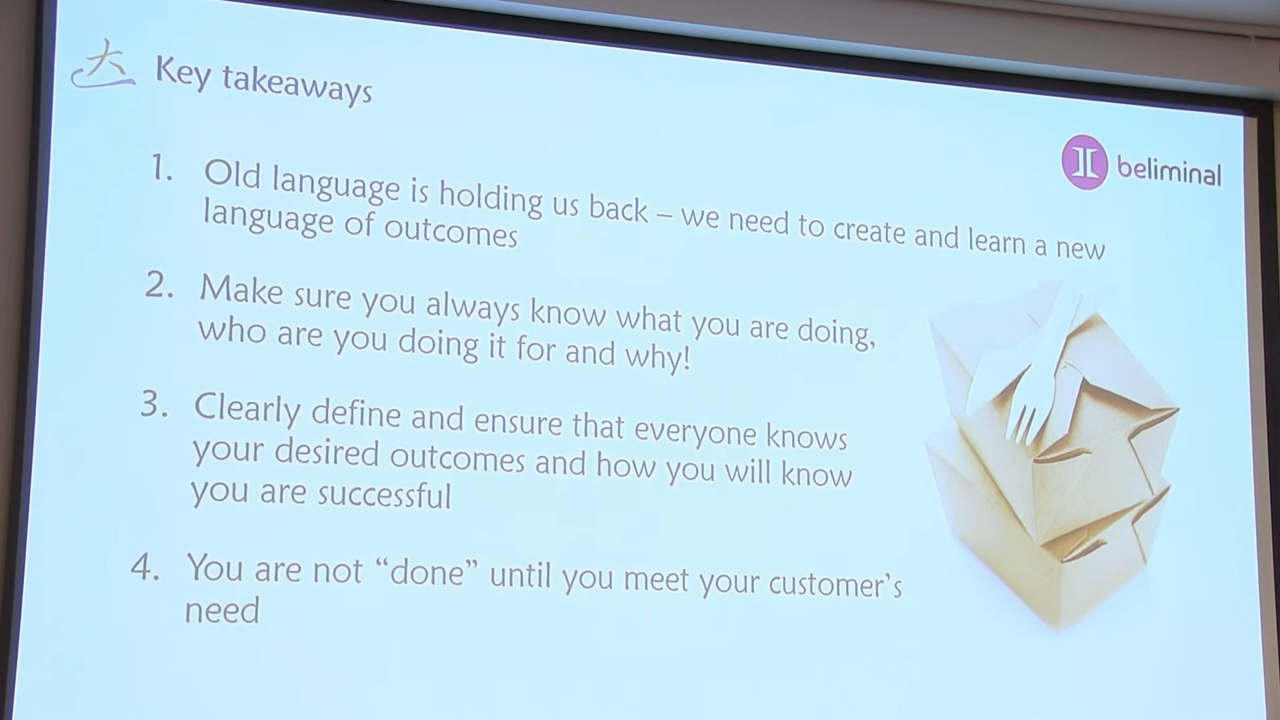 Key takeaways
beliminal
1. Old language is holding us back – we need to create and learn a new
language of outcomes
2. Make sure you always know what you are doing,
who are you doing it for and why!
3. Clearly define and ensure that everyone knows
your desired outcomes and how you will know
you are successful
4. You are not “done” until you meet your customer’s
need